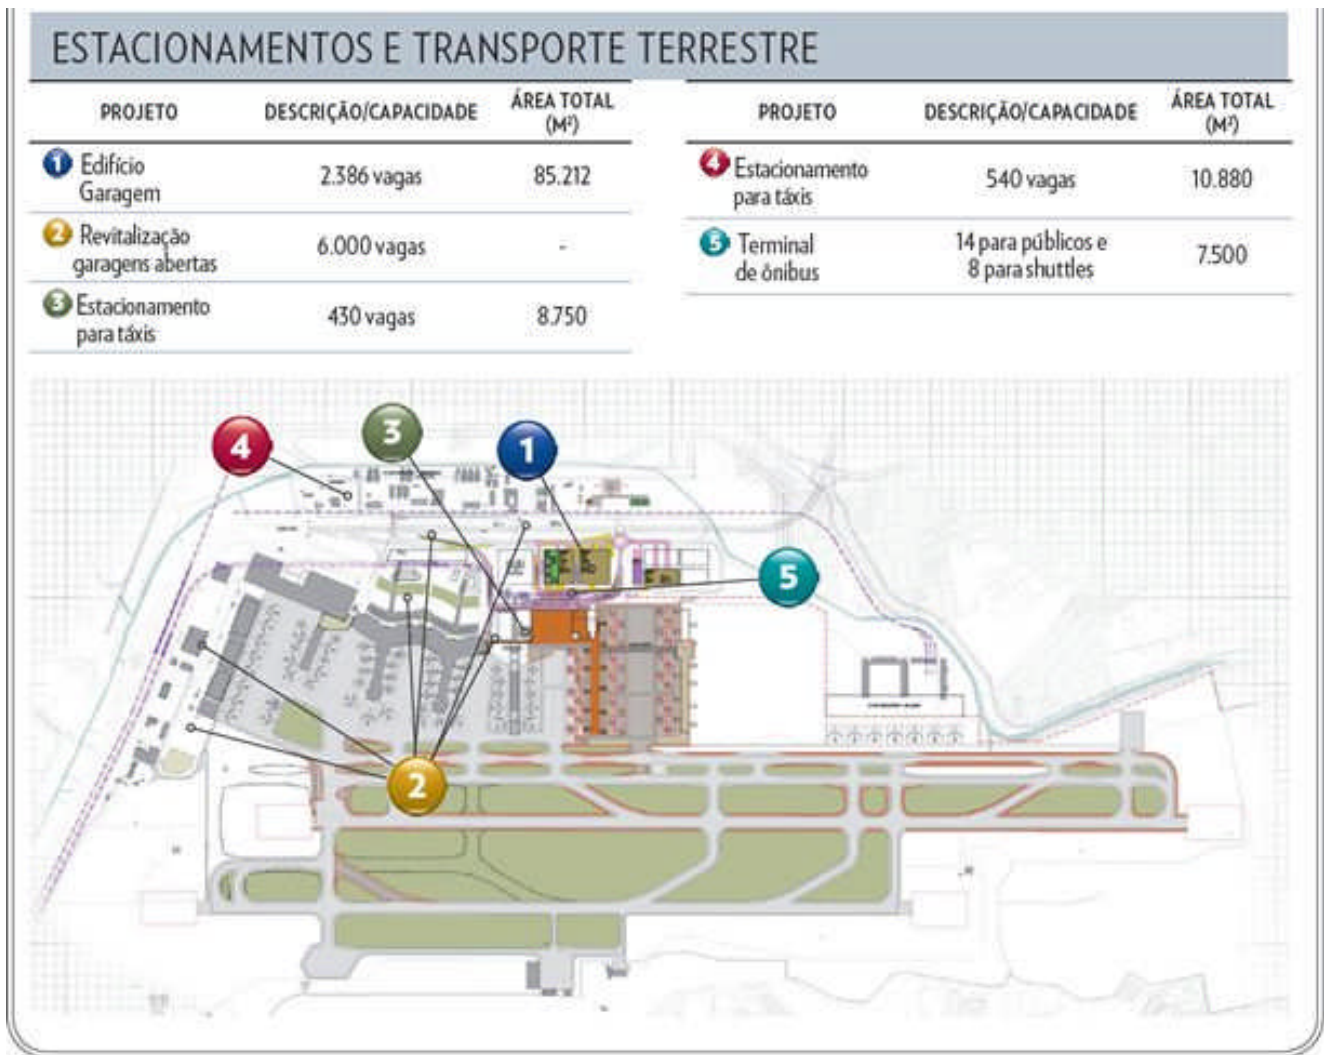 ESTACIONAMENTOS E TRANSPORTE TERRESTRE
PROJETO DESCRIÇÃO/CAPACIDADE ÁREA TOTAL
(M²)
1 Edifício
Garagem
2.386 vagas 85.212
2 Revitalização
garagens abertas
6.000 vagas -
3 Estacionamento
para táxis
430 vagas 8.750
PROJETO DESCRIÇÃO/CAPACIDADE ÁREA TOTAL
(M²)
4 Estacionamento
para táxis
540 vagas 10.880
5 Terminal
de ônibus
14 para públicos e
8 para shuttles
7.500
4
3
1
5
2